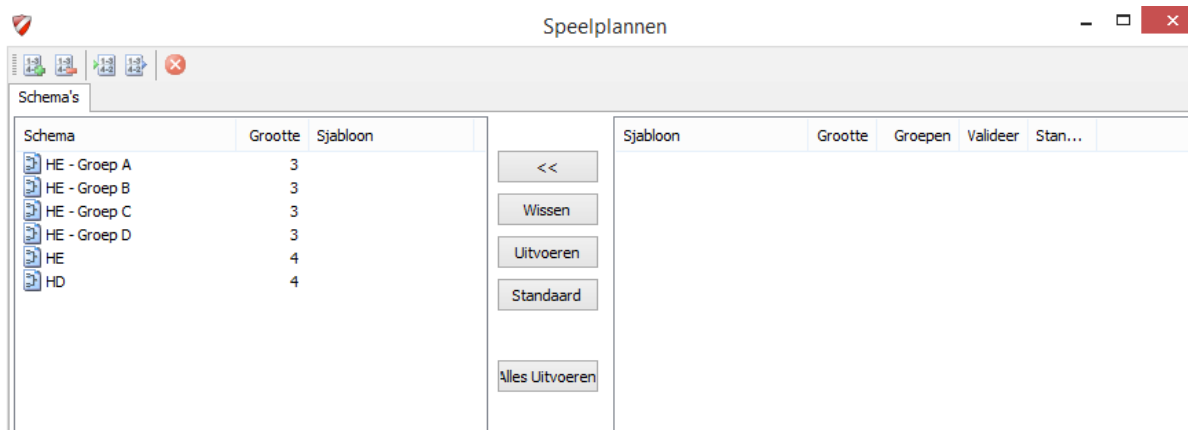 Speelplannen
Schema's
Schema Grootte Sjabloon
HE - Groep A 3
HE - Groep B 3
HE - Groep C 3
HE - Groep D 3
HE 4
HD 4
<<
Wissen
Uitvoeren
Standaard
Alles Uitvoeren
Sjabloon Grootte Groepen Valideer Stan...